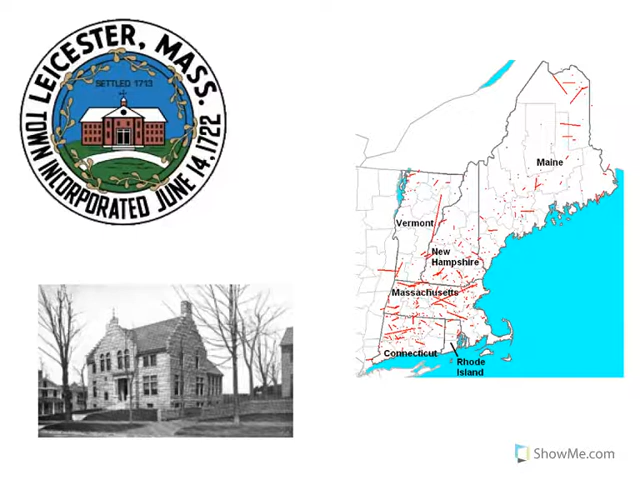 LEICESTER, MASS.
SETTLED 1713
TOWN INCORPORATED JUNE 14, 1722
Maine
Vermont
New
Hampshire
Massachusetts
Connecticut
Rhode
Island
ShowMe.com